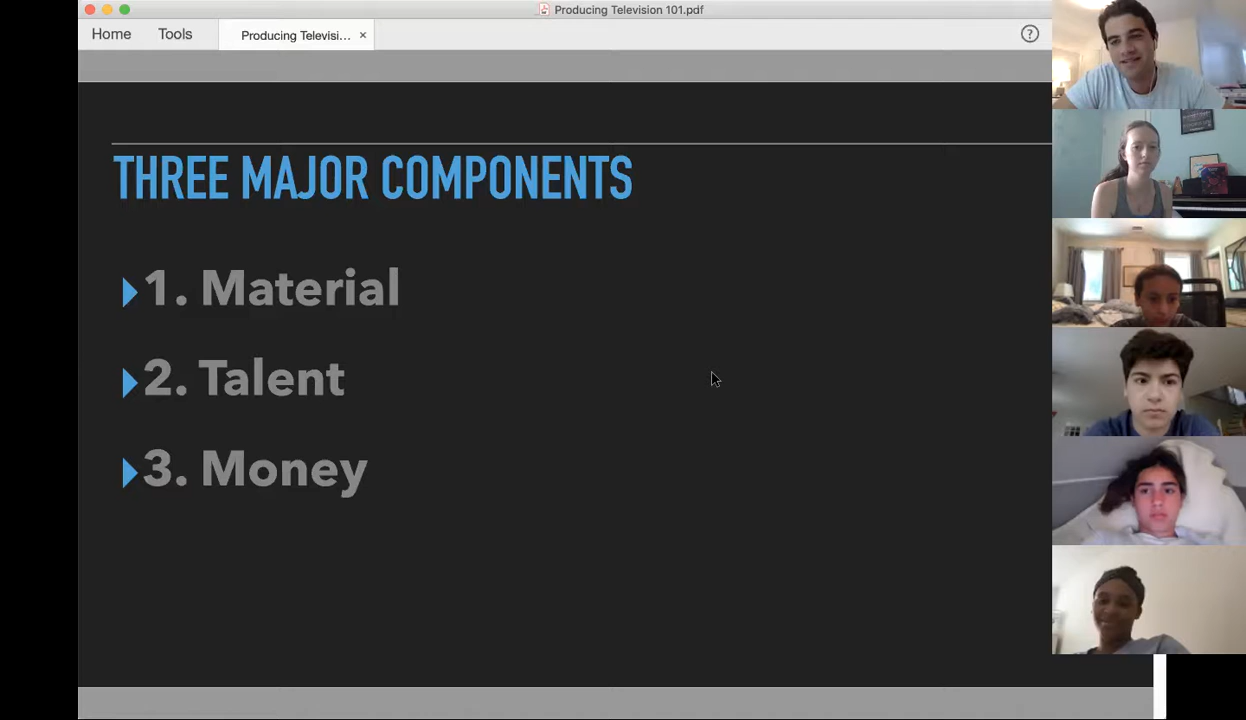 Producing Television 101.pdf
Home
Tools
Producing Televisi...
THREE MAJOR COMPONENTS
1. Material
2. Talent
3. Money